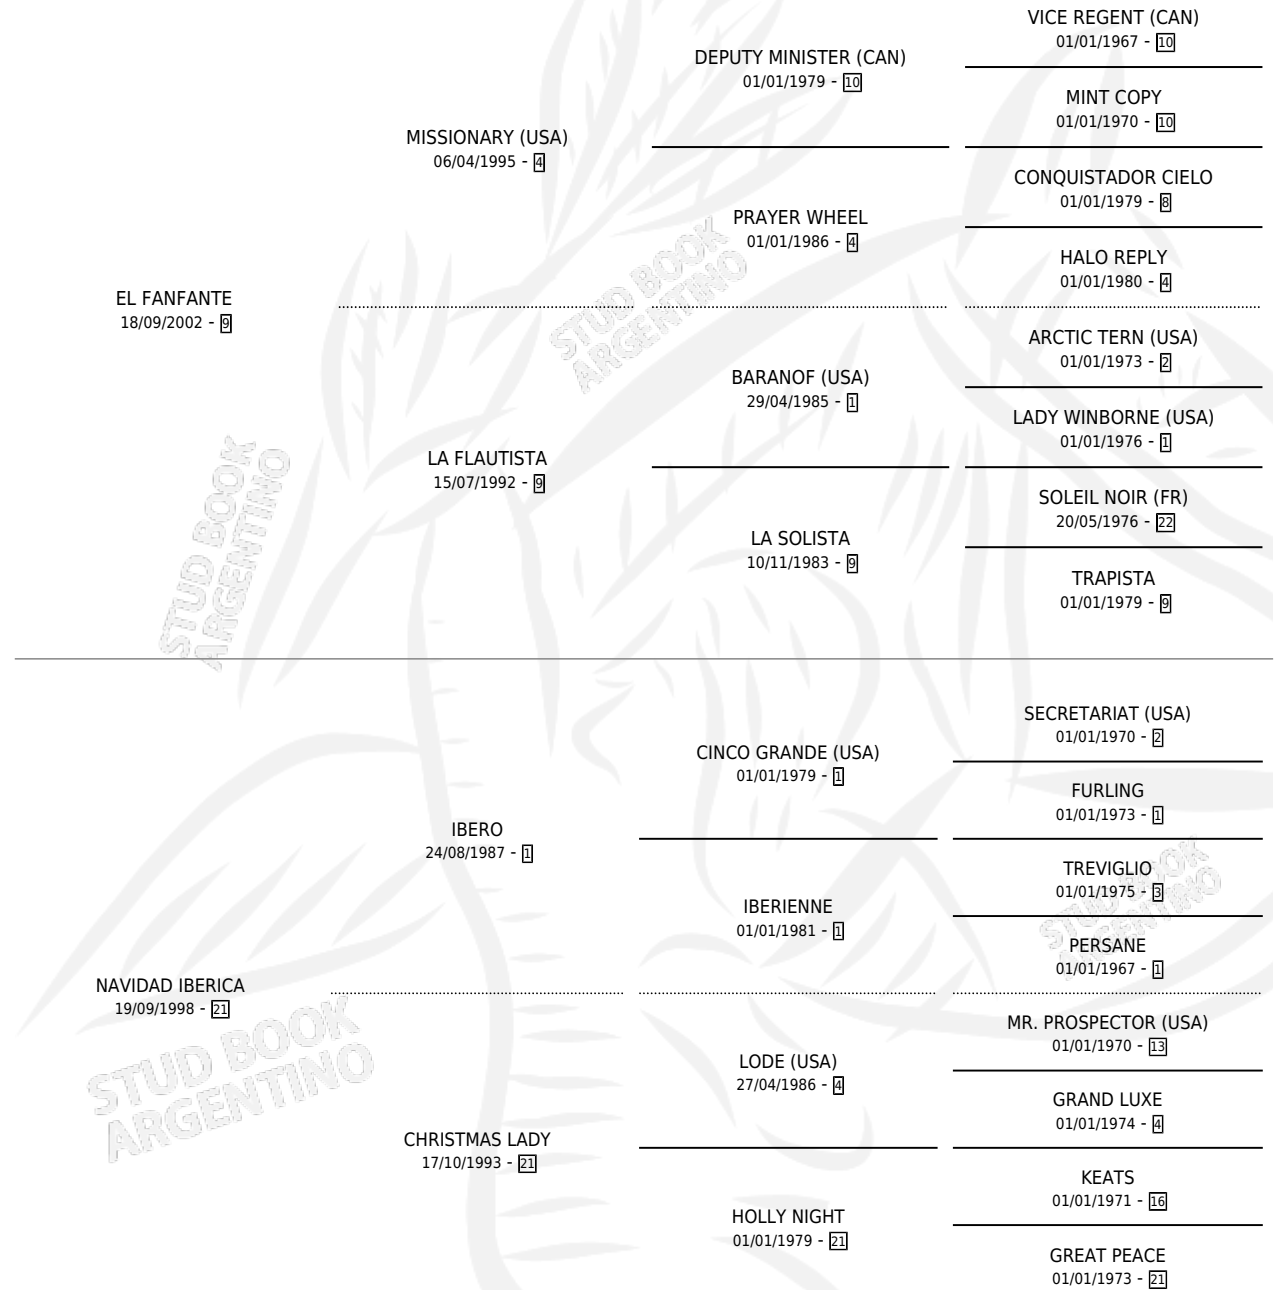 VICE REGENT (CAN)
01/01/1967 - 10
DEPUTY MINISTER (CAN)
01/01/1979 - 10
MINT COPY
01/01/1970 - 10
MISSIONARY (USA)
06/04/1995 - 4
CONQUISTADOR CIELO
01/01/1979 - 8
PRAYER WHEEL
01/01/1986 - 4
HALO REPLY
01/01/1980 - 4
EL FANFANTE
18/09/2002 - 9
ARCTIC TERN (USA)
01/01/1973 - 2
BARANOF (USA)
29/04/1985 - 1
LADY WINBORNE (USA)
01/01/1976 - 1
LA FLAUTISTA
15/07/1992 - 9
SOLEIL NOIR (FR)
20/05/1976 - 22
LA SOLISTA
10/11/1983 - 9
TRAPISTA
01/01/1979 - 9
SECRETARIAT (USA)
01/01/1970 - 2
CINCO GRANDE (USA)
01/01/1979 - 1
FURLING
01/01/1973 - 1
IBERO
24/08/1987 - 1
TREVIGLIO
01/01/1975 - 3
IBERIENNE
01/01/1981 - 1
PERSANE
01/01/1967 - 1
NAVIDAD IBERICA
19/09/1998 - 21
MR. PROSPECTOR (USA)
01/01/1970 - 13
LODE (USA)
27/04/1986 - 4
GRAND LUXE
01/01/1974 - 4
CHRISTMAS LADY
17/10/1993 - 21
KEATS
01/01/1971 - 16
HOLLY NIGHT
01/01/1979 - 21
GREAT PEACE
01/01/1973 - 21
STUD BOOK
ARGENTINO
STUD BOOK
ARGENTINO
STUD BOOK
ARGENTINO
STUD BOOK
ARGENTINO